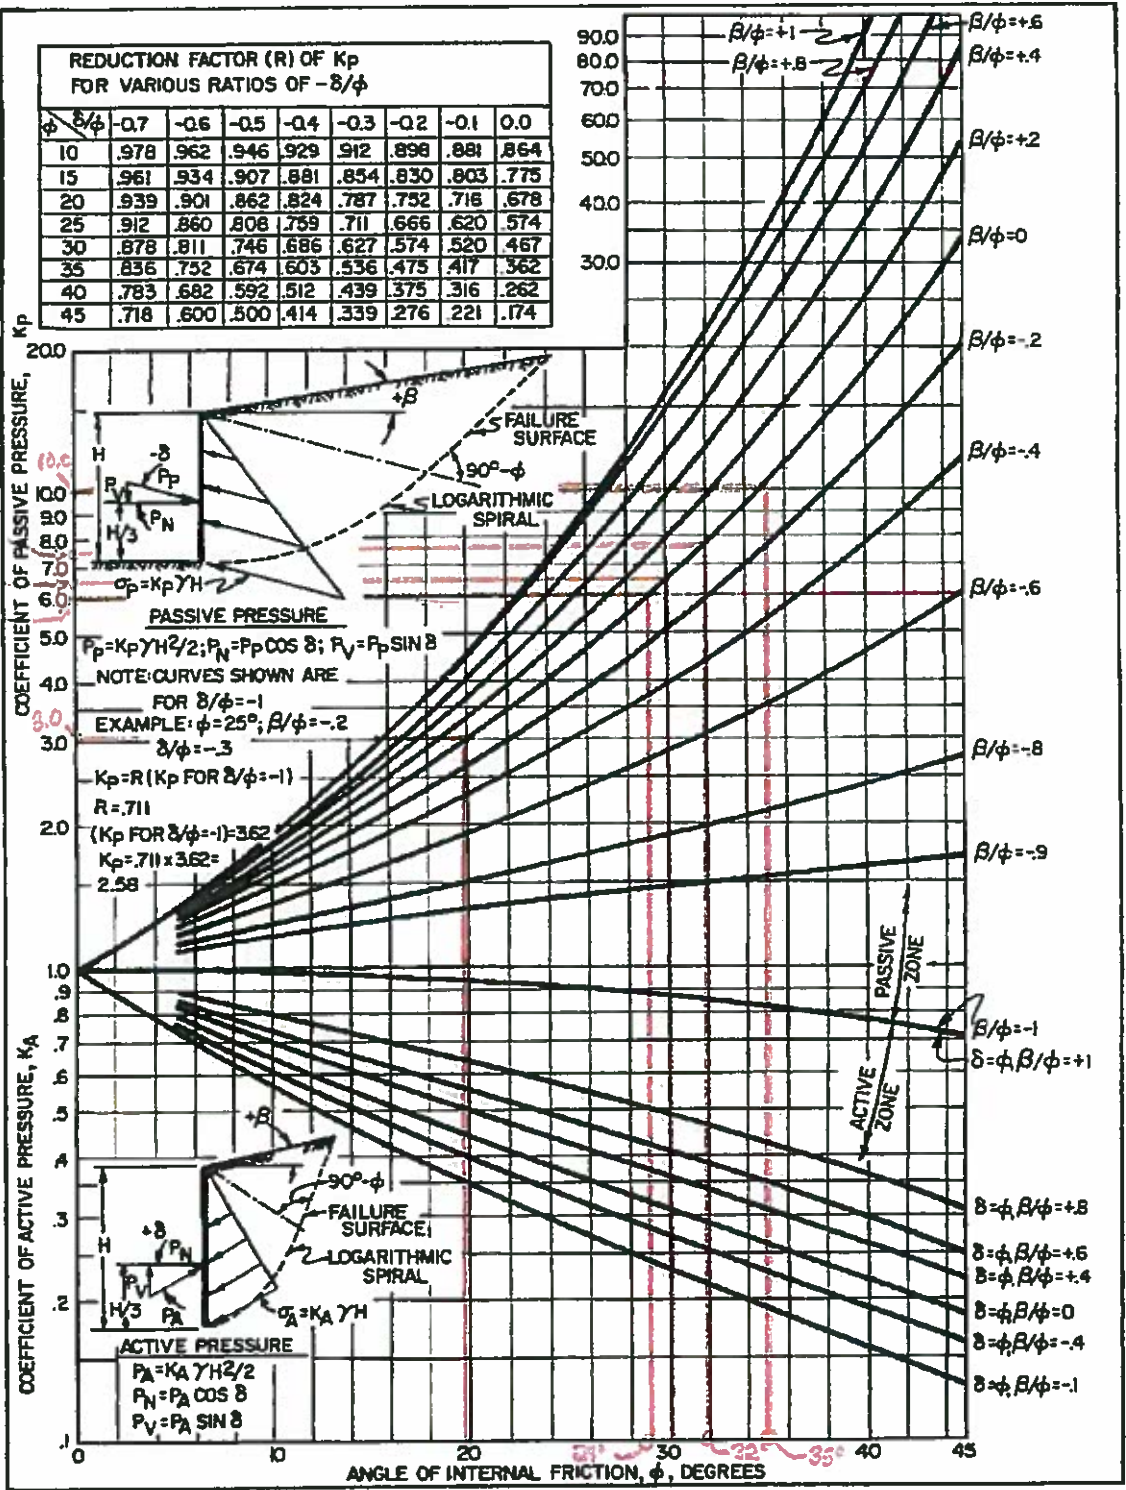 REDUCTION FACTOR (R) OF Kp
FOR VARIOUS RATIOS OF -δ/ϕ
ϕ δ/ϕ -0.7 -0.6 -0.5 -0.4 -0.3 -0.2 -0.1 0.0
10 .978 .962 .946 .929 .912 .898 .881 .864
15 .961 .934 .907 .881 .854 .830 .803 .775
20 .939 .901 .862 .824 .787 .752 .716 .678
25 .912 .860 .808 .759 .711 .666 .620 .574
30 .878 .811 .746 .686 .627 .574 .520 .467
35 .836 .752 .674 .603 .536 .475 .417 .362
40 .783 .682 .592 .512 .439 .375 .316 .262
45 .718 .600 .500 .414 .339 .276 .221 .174
90.0
80.0
70.0
60.0
50.0
40.0
30.0
20.0
10.0
9.0
8.0
7.0
6.0
5.0
4.0
3.0
2.0
1.0
.9
.8
.7
.6
.5
.4
.3
.2
.1
β/ϕ=+1
β/ϕ=+.8
β/ϕ=+.6
β/ϕ=+.4
β/ϕ=+.2
β/ϕ=0
β/ϕ=-.2
β/ϕ=-.4
β/ϕ=-.6
β/ϕ=-.8
β/ϕ=-.9
β/ϕ=-1
δ=ϕ,β/ϕ=+1
δ=ϕ,β/ϕ=+.8
δ=ϕ,β/ϕ=+.6
δ=ϕ,β/ϕ=+.4
δ=ϕ,β/ϕ=0
δ=ϕ,β/ϕ=-.4
δ=ϕ,β/ϕ=-.1
COEFFICIENT OF PASSIVE PRESSURE, Kp
COEFFICIENT OF ACTIVE PRESSURE, KA
+β
FAILURE
SURFACE
90°-ϕ
LOGARITHMIC
SPIRAL
H
-δ
Pp
PV
PN
H/3
σP=KPγH
PASSIVE PRESSURE
PP=KPγH2/2;PN=PPCOS δ; PV=PPSIN δ
NOTE:CURVES SHOWN ARE
FOR δ/ϕ=-1
EXAMPLE: ϕ=25°; β/ϕ=-.2
δ/ϕ=-.3
KP=R(KP FOR δ/ϕ=-1)
R=.711
(KP FOR δ/ϕ=-1)=3.62
KP=.711x3.62=
2.58
3.0
PASSIVE
ZONE
ACTIVE
ZONE
+β
90°-ϕ
FAILURE
SURFACE
LOGARITHMIC
SPIRAL
H
+δ
PN
PV
PA
H/3
σA=KAγH
ACTIVE PRESSURE
PA=KAγH2/2
PN=PACOS δ
PV=PASIN δ
0 10 20 30 40 45
29° 32° 35°
ANGLE OF INTERNAL FRICTION, ϕ, DEGREES